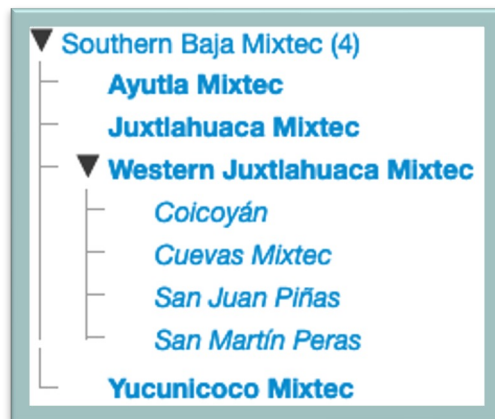 Southern Baja Mixtec (4)
Ayutla Mixtec
Juxtlahuaca Mixtec
Western Juxtlahuaca Mixtec
Coicoyán
Cuevas Mixtec
San Juan Piñas
San Martín Peras
Yucunicoco Mixtec